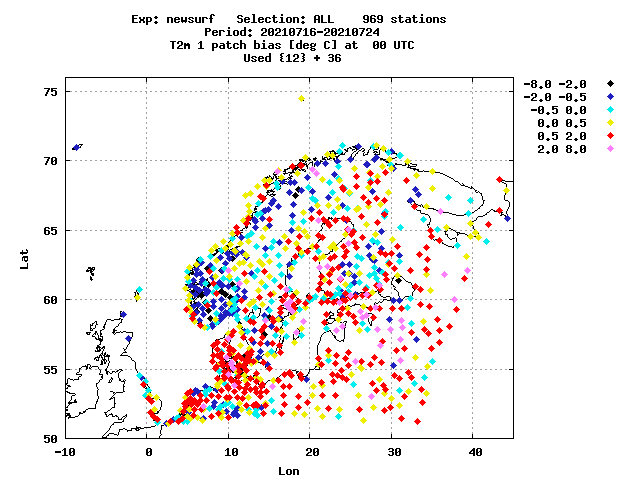 Exp: newsurf Selection: ALL 969 stations
Period: 20210716-20210724
T2m 1 patch bias [deg C] at 00 UTC
Used {12} + 36
-8.0 -2.0
-2.0 -0.5
-0.5 0.0
0.0 0.5
0.5 2.0
2.0 8.0
75
70
65
60
55
50
Lat
-10 0 10 20 30 40
Lon